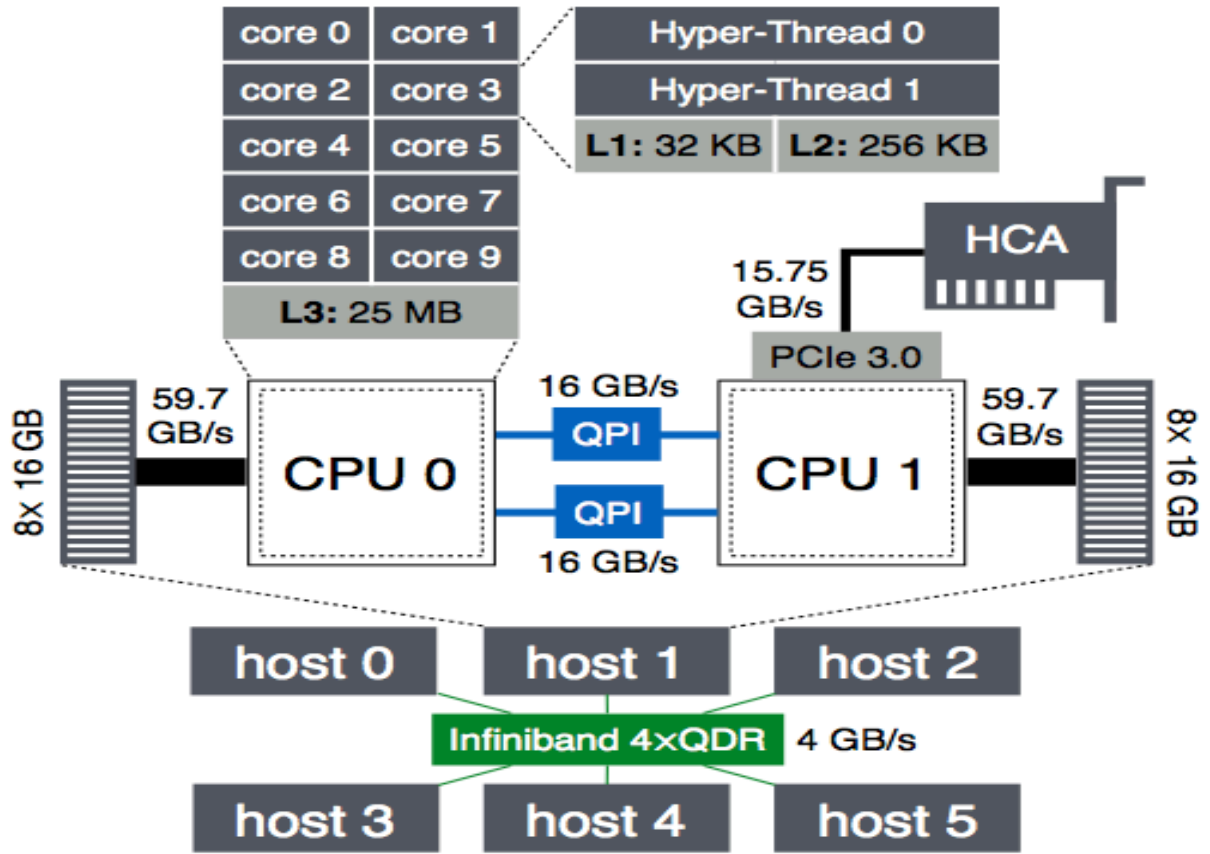 core 0 core 1
core 2 core 3
core 4 core 5
core 6 core 7
core 8 core 9
L3: 25 MB
Hyper-Thread 0
Hyper-Thread 1
L1: 32 KB L2: 256 KB
HCA
15.75
GB/s
PCIe 3.0
8x 16 GB
59.7
GB/s
CPU 0
16 GB/s
QPI
QPI
16 GB/s
CPU 1
59.7
GB/s
8x 16 GB
host 0 host 1 host 2
Infiniband 4xQDR 4 GB/s
host 3 host 4 host 5